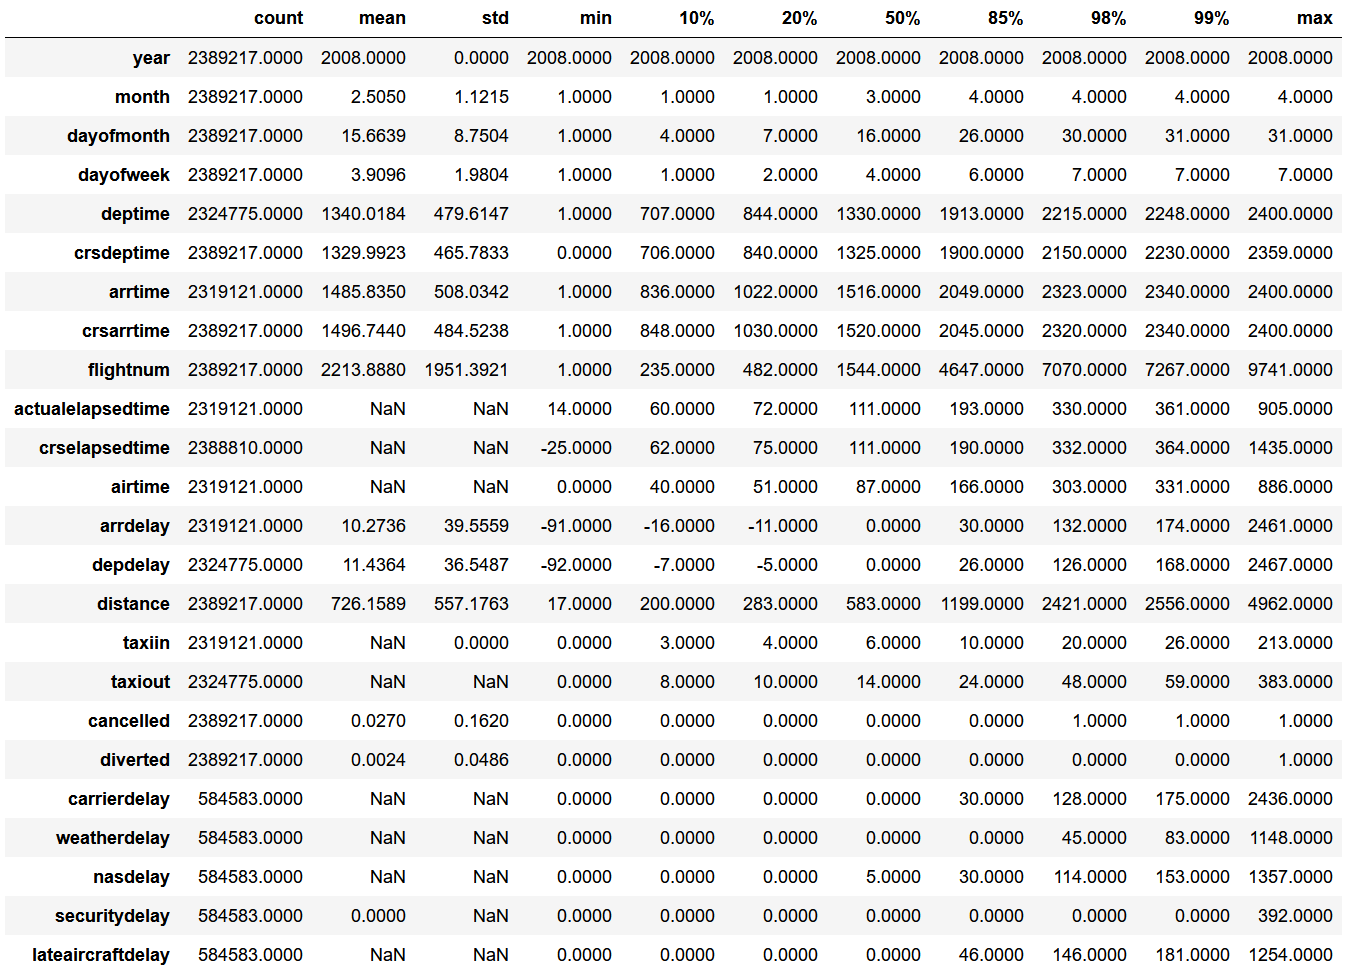 count mean std min 10% 20% 50% 85% 98% 99% max
year 2389217.0000 2008.0000 0.0000 2008.0000 2008.0000 2008.0000 2008.0000 2008.0000 2008.0000 2008.0000 2008.0000
month 2389217.0000 2.5050 1.1215 1.0000 1.0000 1.0000 3.0000 4.0000 4.0000 4.0000 4.0000
dayofmonth 2389217.0000 15.6639 8.7504 1.0000 4.0000 7.0000 16.0000 26.0000 30.0000 31.0000 31.0000
dayofweek 2389217.0000 3.9096 1.9804 1.0000 1.0000 2.0000 4.0000 6.0000 7.0000 7.0000 7.0000
deptime 2324775.0000 1340.0184 479.6147 1.0000 707.0000 844.0000 1330.0000 1913.0000 2215.0000 2248.0000 2400.0000
crsdeptime 2389217.0000 1329.9923 465.7833 0.0000 706.0000 840.0000 1325.0000 1900.0000 2150.0000 2230.0000 2359.0000
arrtime 2319121.0000 1485.8350 508.0342 1.0000 836.0000 1022.0000 1516.0000 2049.0000 2323.0000 2340.0000 2400.0000
crsarrtime 2389217.0000 1496.7440 484.5238 1.0000 848.0000 1030.0000 1520.0000 2045.0000 2320.0000 2340.0000 2400.0000
flightnum 2389217.0000 2213.8880 1951.3921 1.0000 235.0000 482.0000 1544.0000 4647.0000 7070.0000 7267.0000 9741.0000
actualelapsedtime 2319121.0000 NaN NaN 14.0000 60.0000 72.0000 111.0000 193.0000 330.0000 361.0000 905.0000
crselapsedtime 2388810.0000 NaN NaN -25.0000 62.0000 75.0000 111.0000 190.0000 332.0000 364.0000 1435.0000
airtime 2319121.0000 NaN NaN 0.0000 40.0000 51.0000 87.0000 166.0000 303.0000 331.0000 886.0000
arrdelay 2319121.0000 10.2736 39.5559 -91.0000 -16.0000 -11.0000 0.0000 30.0000 132.0000 174.0000 2461.0000
depdelay 2324775.0000 11.4364 36.5487 -92.0000 -7.0000 -5.0000 0.0000 26.0000 126.0000 168.0000 2467.0000
distance 2389217.0000 726.1589 557.1763 17.0000 200.0000 283.0000 583.0000 1199.0000 2421.0000 2556.0000 4962.0000
taxiin 2319121.0000 NaN 0.0000 0.0000 3.0000 4.0000 6.0000 10.0000 20.0000 26.0000 213.0000
taxiout 2324775.0000 NaN NaN 0.0000 8.0000 10.0000 14.0000 24.0000 48.0000 59.0000 383.0000
cancelled 2389217.0000 0.0270 0.1620 0.0000 0.0000 0.0000 0.0000 0.0000 1.0000 1.0000 1.0000
diverted 2389217.0000 0.0024 0.0486 0.0000 0.0000 0.0000 0.0000 0.0000 0.0000 0.0000 1.0000
carrierdelay 584583.0000 NaN NaN 0.0000 0.0000 0.0000 0.0000 30.0000 128.0000 175.0000 2436.0000
weatherdelay 584583.0000 NaN NaN 0.0000 0.0000 0.0000 0.0000 0.0000 45.0000 83.0000 1148.0000
nasdelay 584583.0000 NaN NaN 0.0000 0.0000 0.0000 5.0000 30.0000 114.0000 153.0000 1357.0000
securitydelay 584583.0000 0.0000 NaN 0.0000 0.0000 0.0000 0.0000 0.0000 0.0000 0.0000 392.0000
lateaircraftdelay 584583.0000 NaN NaN 0.0000 0.0000 0.0000 0.0000 46.0000 146.0000 181.0000 1254.0000